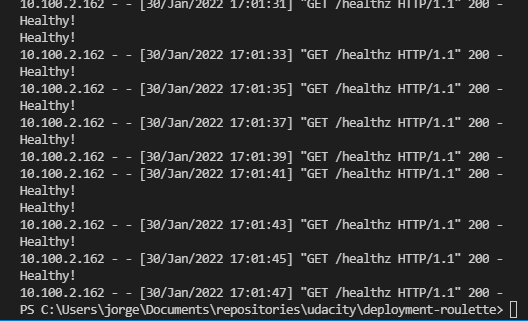 10.100.2.162 - - [30/Jan/2022 17:01:31] "GET /healthz HTTP/1.1" 200 -
Healthy!
Healthy!
10.100.2.162 - - [30/Jan/2022 17:01:33] "GET /healthz HTTP/1.1" 200 -
Healthy!
10.100.2.162 - - [30/Jan/2022 17:01:35] "GET /healthz HTTP/1.1" 200 -
Healthy!
10.100.2.162 - - [30/Jan/2022 17:01:37] "GET /healthz HTTP/1.1" 200 -
Healthy!
10.100.2.162 - - [30/Jan/2022 17:01:39] "GET /healthz HTTP/1.1" 200 -
10.100.2.162 - - [30/Jan/2022 17:01:41] "GET /healthz HTTP/1.1" 200 -
Healthy!
Healthy!
10.100.2.162 - - [30/Jan/2022 17:01:43] "GET /healthz HTTP/1.1" 200 -
Healthy!
10.100.2.162 - - [30/Jan/2022 17:01:45] "GET /healthz HTTP/1.1" 200 -
Healthy!
10.100.2.162 - - [30/Jan/2022 17:01:47] "GET /healthz HTTP/1.1" 200 -
PS C:\Users\jorge\Documents\repositories\udacity\deployment-roulette>